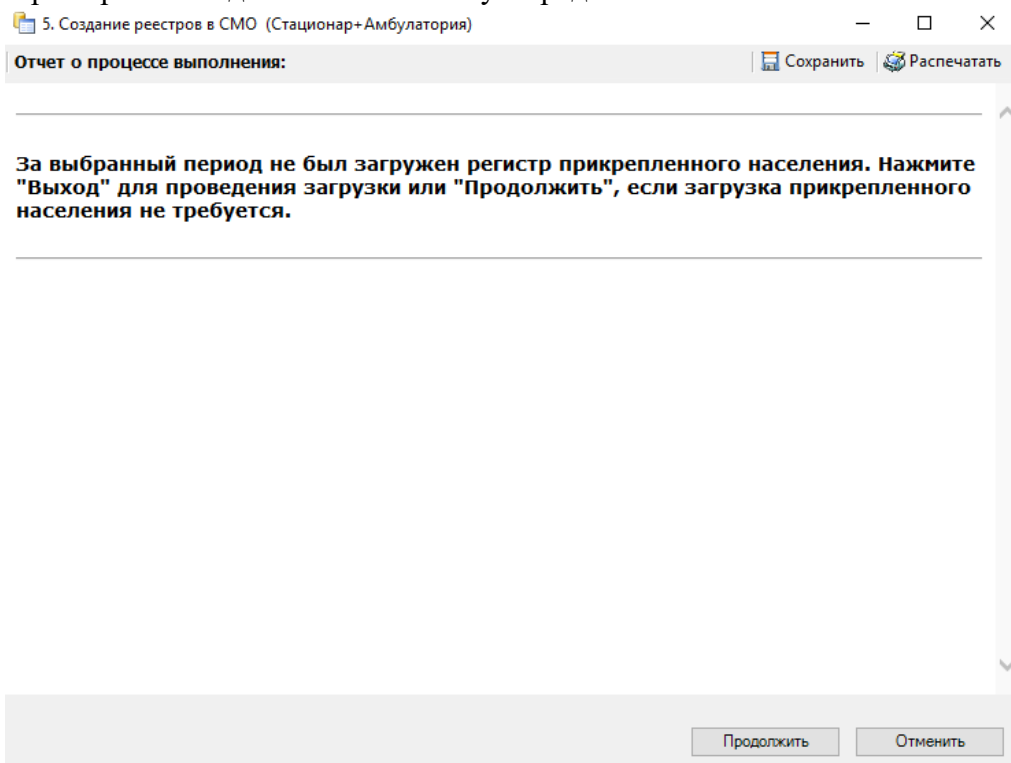 5. Создание реестров в СМО (Стационар+Амбулатория)
Отчет о процессе выполнения:
Сохранить
Распечатать
За выбранный период не был загружен регистр прикрепленного населения. Нажмите
"Выход" для проведения загрузки или "Продолжить", если загрузка прикрепленного
населения не требуется.
Продолжить
Отменить